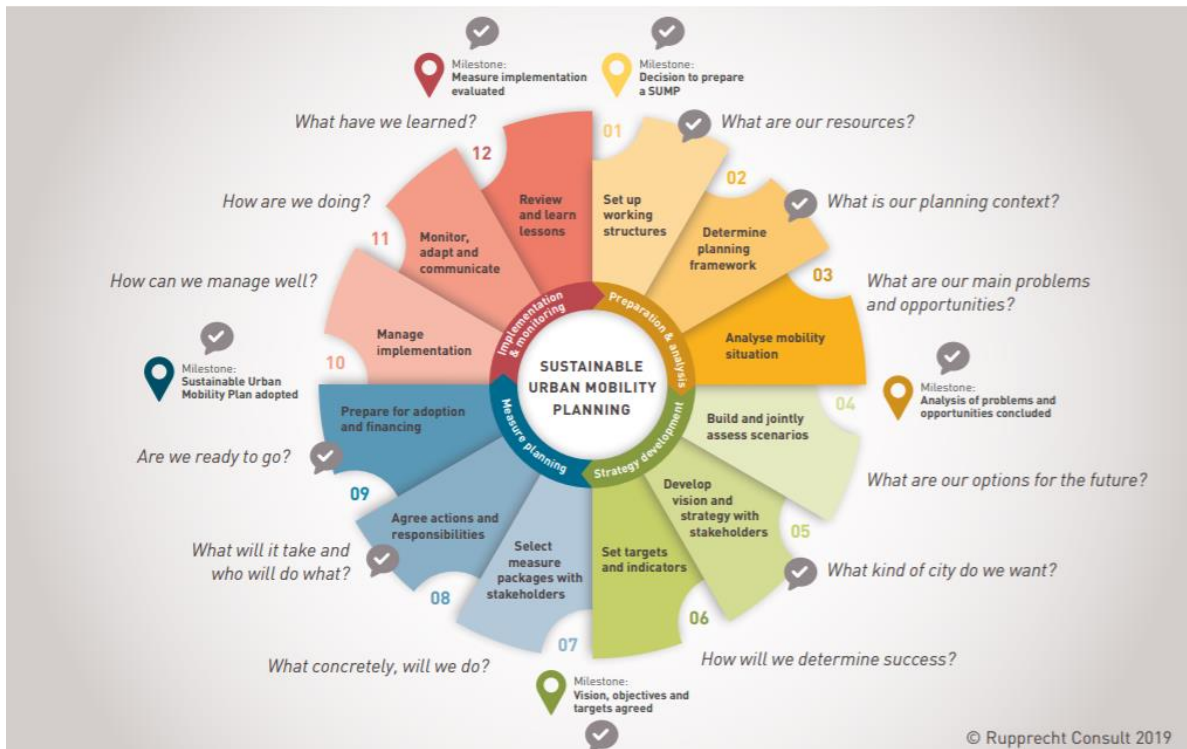 Milestone:
Measure implementation
evaluated
Milestone:
Decision to prepare
a SUMP
What have we learned?
What are our resources?
01
Set up
working
structures
02
Determine
planning
framework
What is our planning context?
03
Analyse mobility
situation
What are our main problems
and opportunities?
Milestone:
Analysis of problems and
opportunities concluded
04
Build and jointly
assess scenarios
What are our options for the future?
05
Develop
vision and
strategy with
stakeholders
What kind of city do we want?
06
Set targets
and indicators
How will we determine success?
Milestone:
Vision, objectives and
targets agreed
07
Select
measure
packages with
stakeholders
What concretely, will we do?
08
Agree actions and
responsibilities
What will it take and
who will do what?
09
Prepare for adoption
and financing
Are we ready to go?
Milestone:
Sustainable Urban
Mobility Plan adopted
10
Manage
implementation
How can we manage well?
11
Monitor,
adapt and
communicate
How are we doing?
12
Review
and learn
lessons
Preparation & analysis
Strategy development
Measure planning
Implementation
& monitoring
SUSTAINABLE
URBAN MOBILITY
PLANNING
© Rupprecht Consult 2019